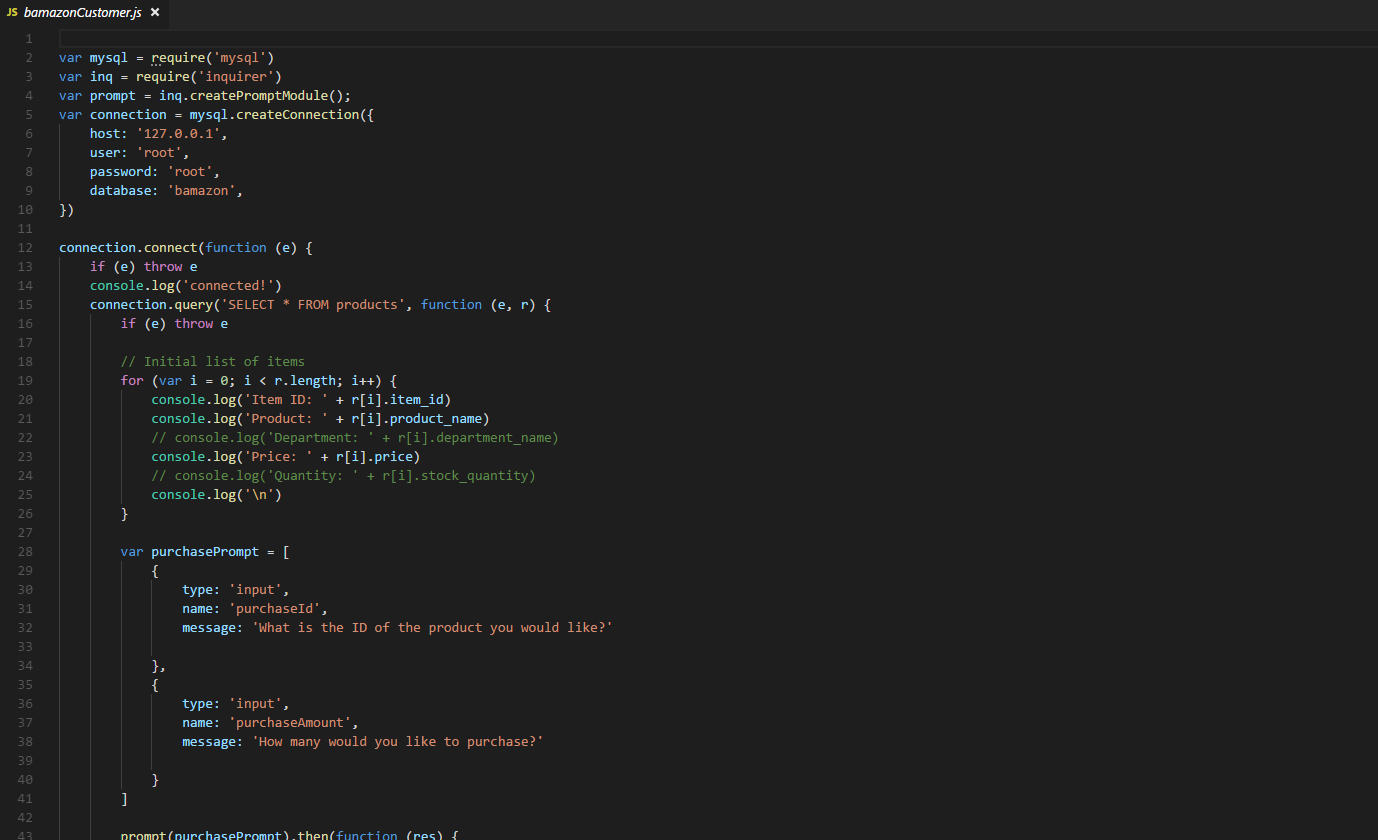 JS bamazonCustomer.js ×
1
2 var mysql = require('mysql')
3 var inq = require('inquirer')
4 var prompt = inq.createPromptModule();
5 var connection = mysql.createConnection({
6     host: '127.0.0.1',
7     user: 'root',
8     password: 'root',
9     database: 'bamazon',
10 })
11
12 connection.connect(function (e) {
13     if (e) throw e
14     console.log('connected!')
15     connection.query('SELECT * FROM products', function (e, r) {
16         if (e) throw e
17
18         // Initial list of items
19         for (var i = 0; i < r.length; i++) {
20             console.log('Item ID: ' + r[i].item_id)
21             console.log('Product: ' + r[i].product_name)
22             // console.log('Department: ' + r[i].department_name)
23             console.log('Price: ' + r[i].price)
24             // console.log('Quantity: ' + r[i].stock_quantity)
25             console.log('\n')
26         }
27
28         var purchasePrompt = [
29             {
30                 type: 'input',
31                 name: 'purchaseId',
32                 message: 'What is the ID of the product you would like?'
33
34             },
35             {
36                 type: 'input',
37                 name: 'purchaseAmount',
38                 message: 'How many would you like to purchase?'
39
40             }
41         ]
42
43         prompt(purchasePrompt).then(function (res) {